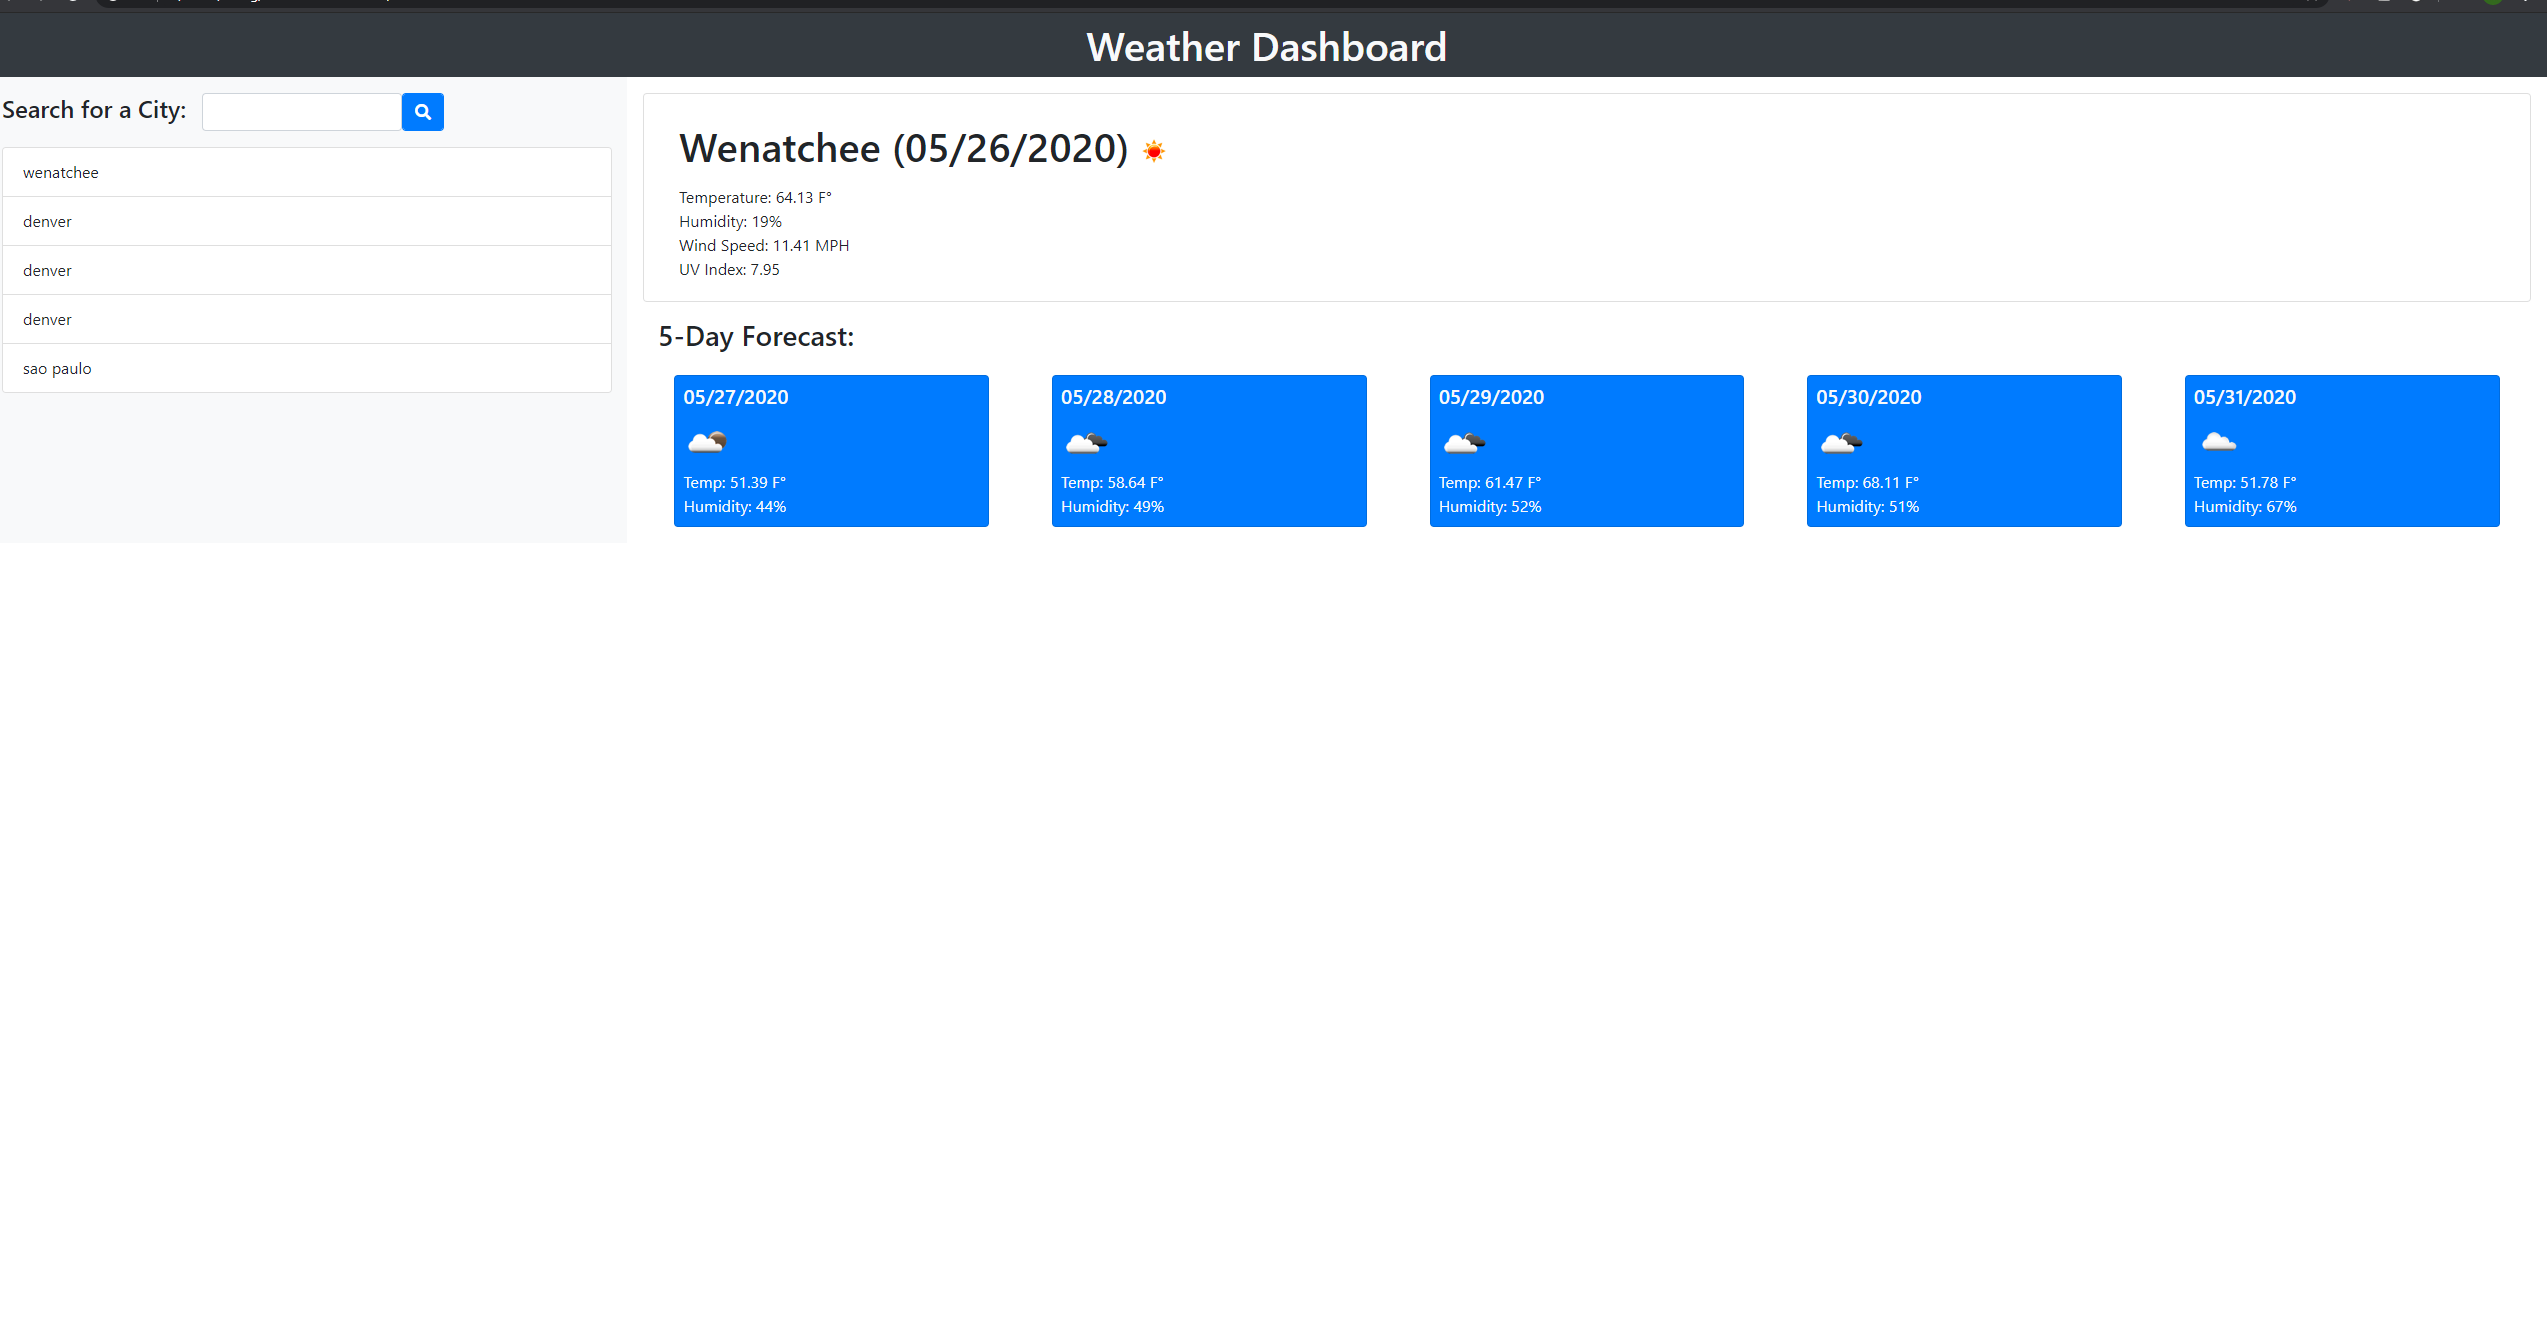 Weather Dashboard
Search for a City:
wenatchee
denver
denver
denver
sao paulo
Wenatchee (05/26/2020)
Temperature: 64.13 F°
Humidity: 19%
Wind Speed: 11.41 MPH
UV Index: 7.95
5-Day Forecast:
05/27/2020
Temp: 51.39 F°
Humidity: 44%
05/28/2020
Temp: 58.64 F°
Humidity: 49%
05/29/2020
Temp: 61.47 F°
Humidity: 52%
05/30/2020
Temp: 68.11 F°
Humidity: 51%
05/31/2020
Temp: 51.78 F°
Humidity: 67%